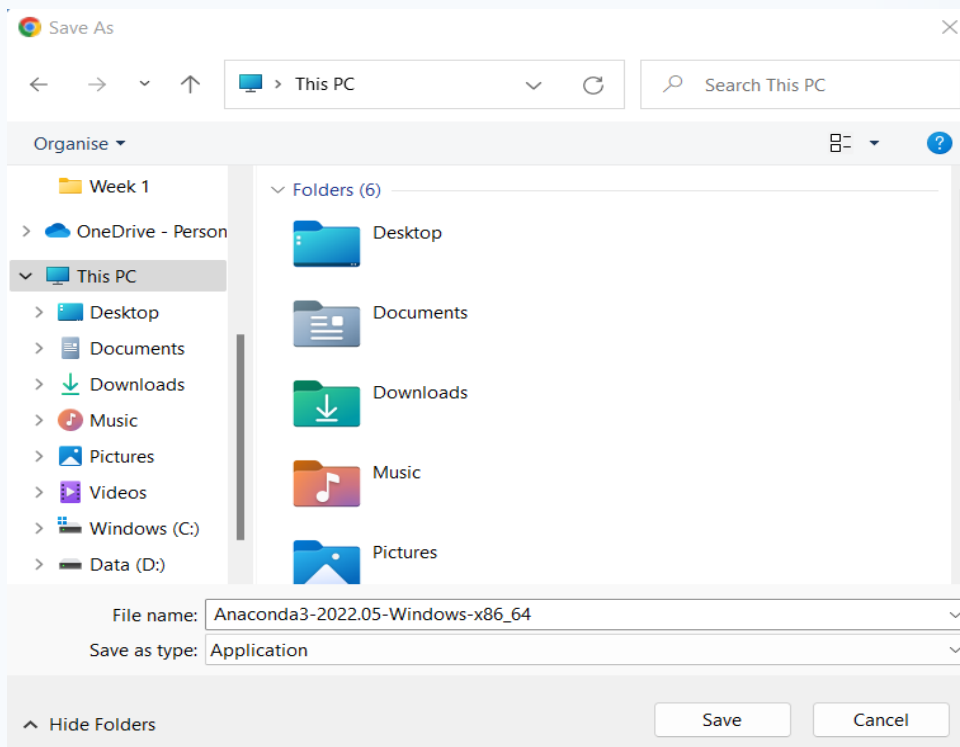 Save As
This PC
Search This PC
Organise
?
Week 1
OneDrive - Person
This PC
Desktop
Documents
Downloads
Music
Pictures
Videos
Windows (C:)
Data (D:)
Folders (6)
Desktop
Documents
Downloads
Music
Pictures
File name: Anaconda3-2022.05-Windows-x86_64
Save as type: Application
Hide Folders
Save
Cancel